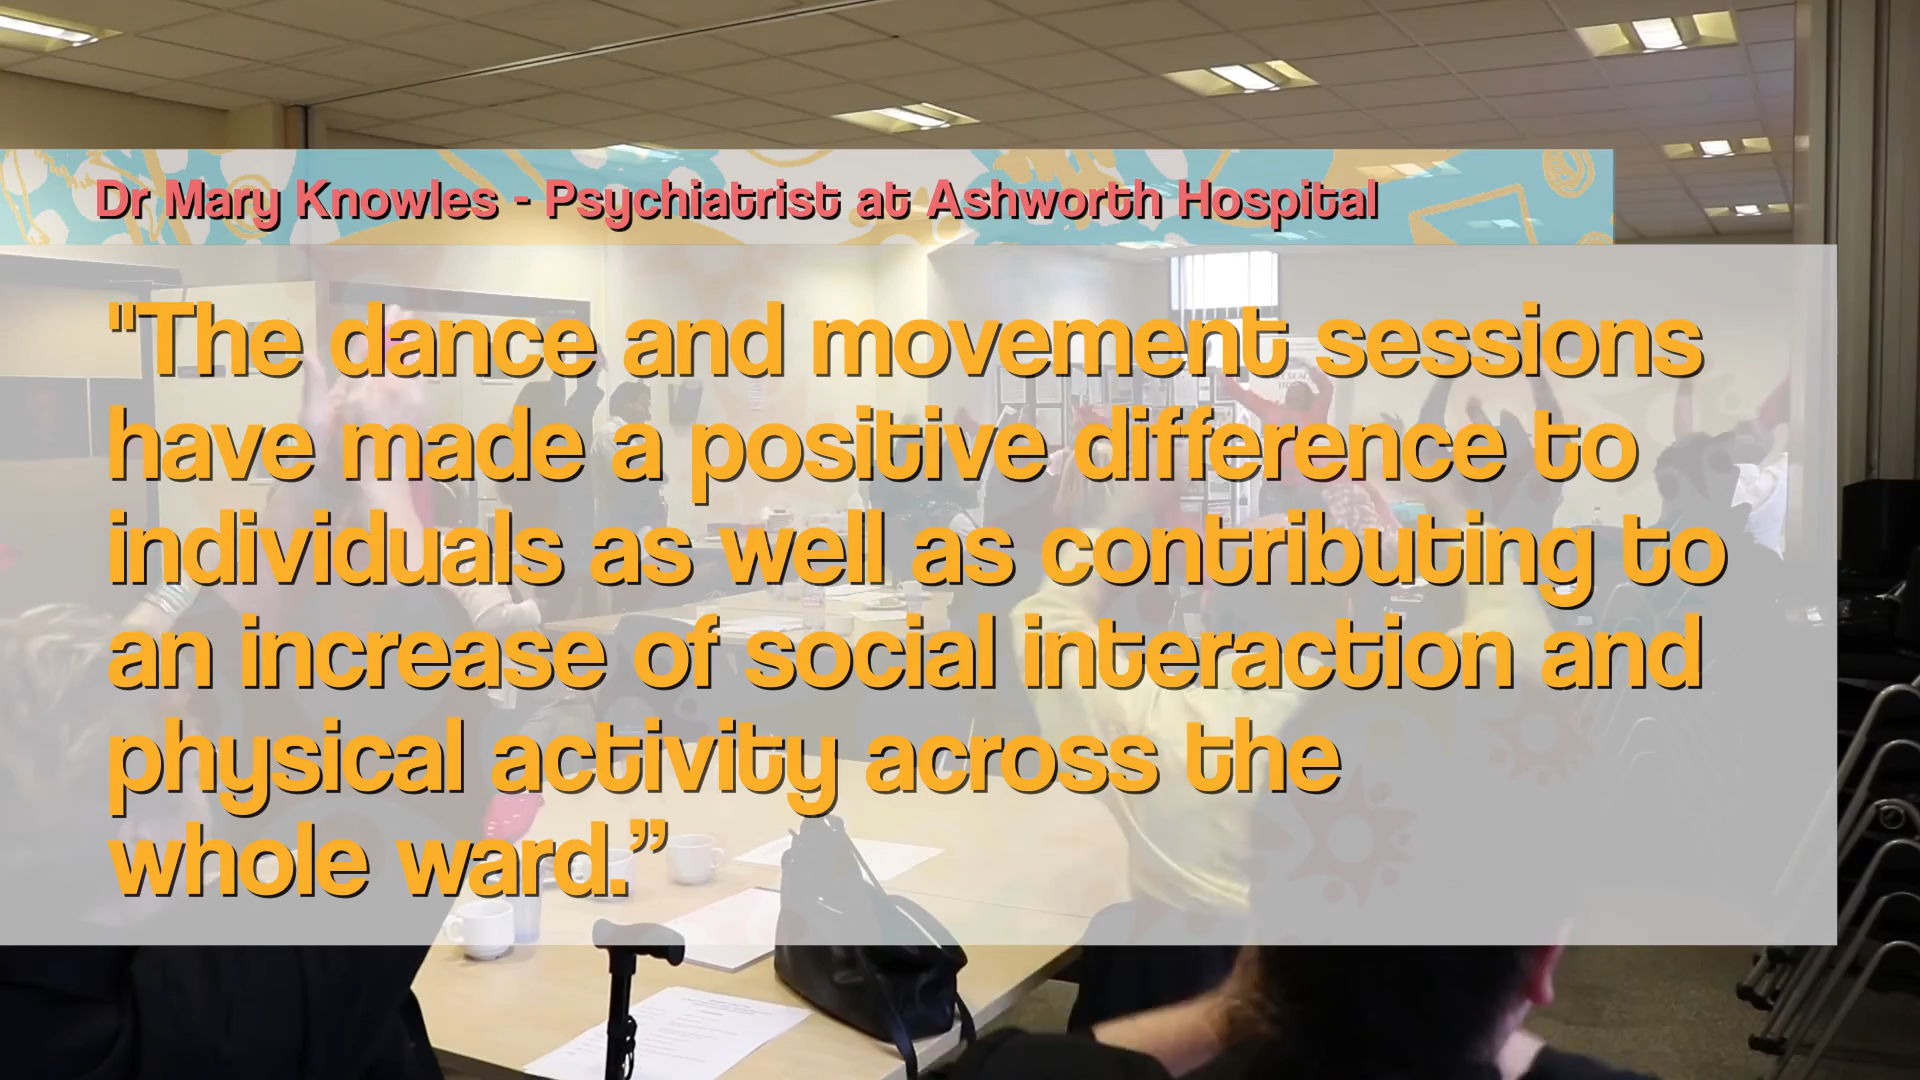 Dr Mary Knowles - Psychiatrist at Ashworth Hospital
"The dance and movement sessions
have made a positive difference to
individuals as well as contributing to
an increase of social interaction and
physical activity across the
whole ward.”